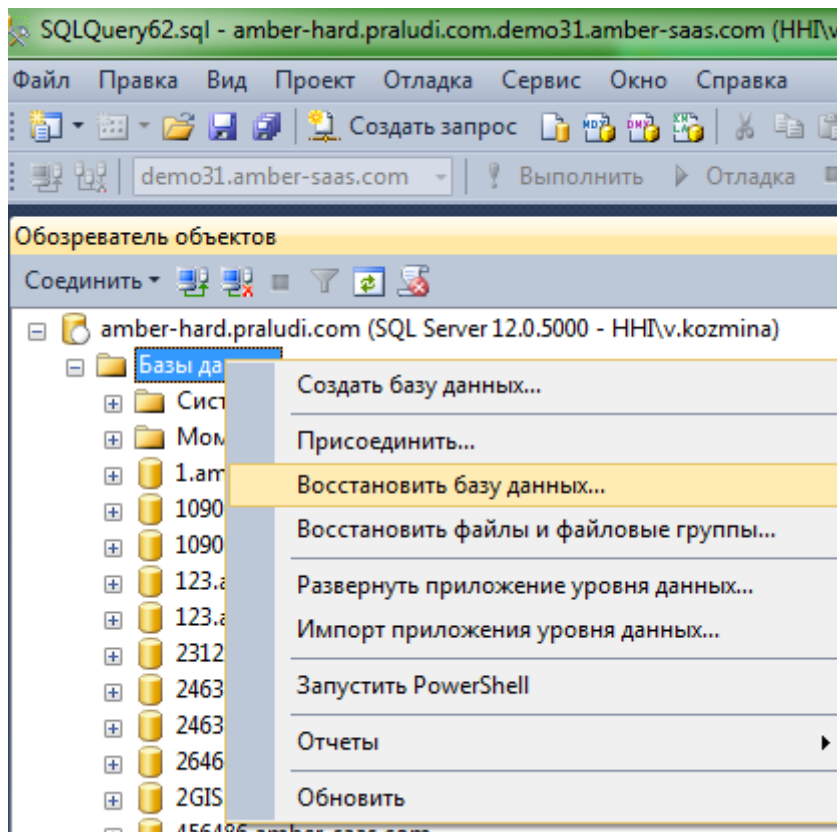 SQLQuery62.sql - amber-hard.praludi.com.demo31.amber-saas.com (HHI\v
Файл Правка Вид Проект Отладка Сервис Окно Справка
Создать запрос
demo31.amber-saas.com Выполнить Отладка
Обозреватель объектов
Соединить
amber-hard.praludi.com (SQL Server 12.0.5000 - HHI\v.kozmina)
Базы да
Создать базу данных...
Сист
Мом
Присоединить...
1.am
Восстановить базу данных...
1090
Восстановить файлы и файловые группы...
1090
123.a
Развернуть приложение уровня данных...
123.a
Импорт приложения уровня данных...
2312
2463
Запустить PowerShell
2463
Отчеты
2646
2GIS
Обновить
456486.amber-saas.com